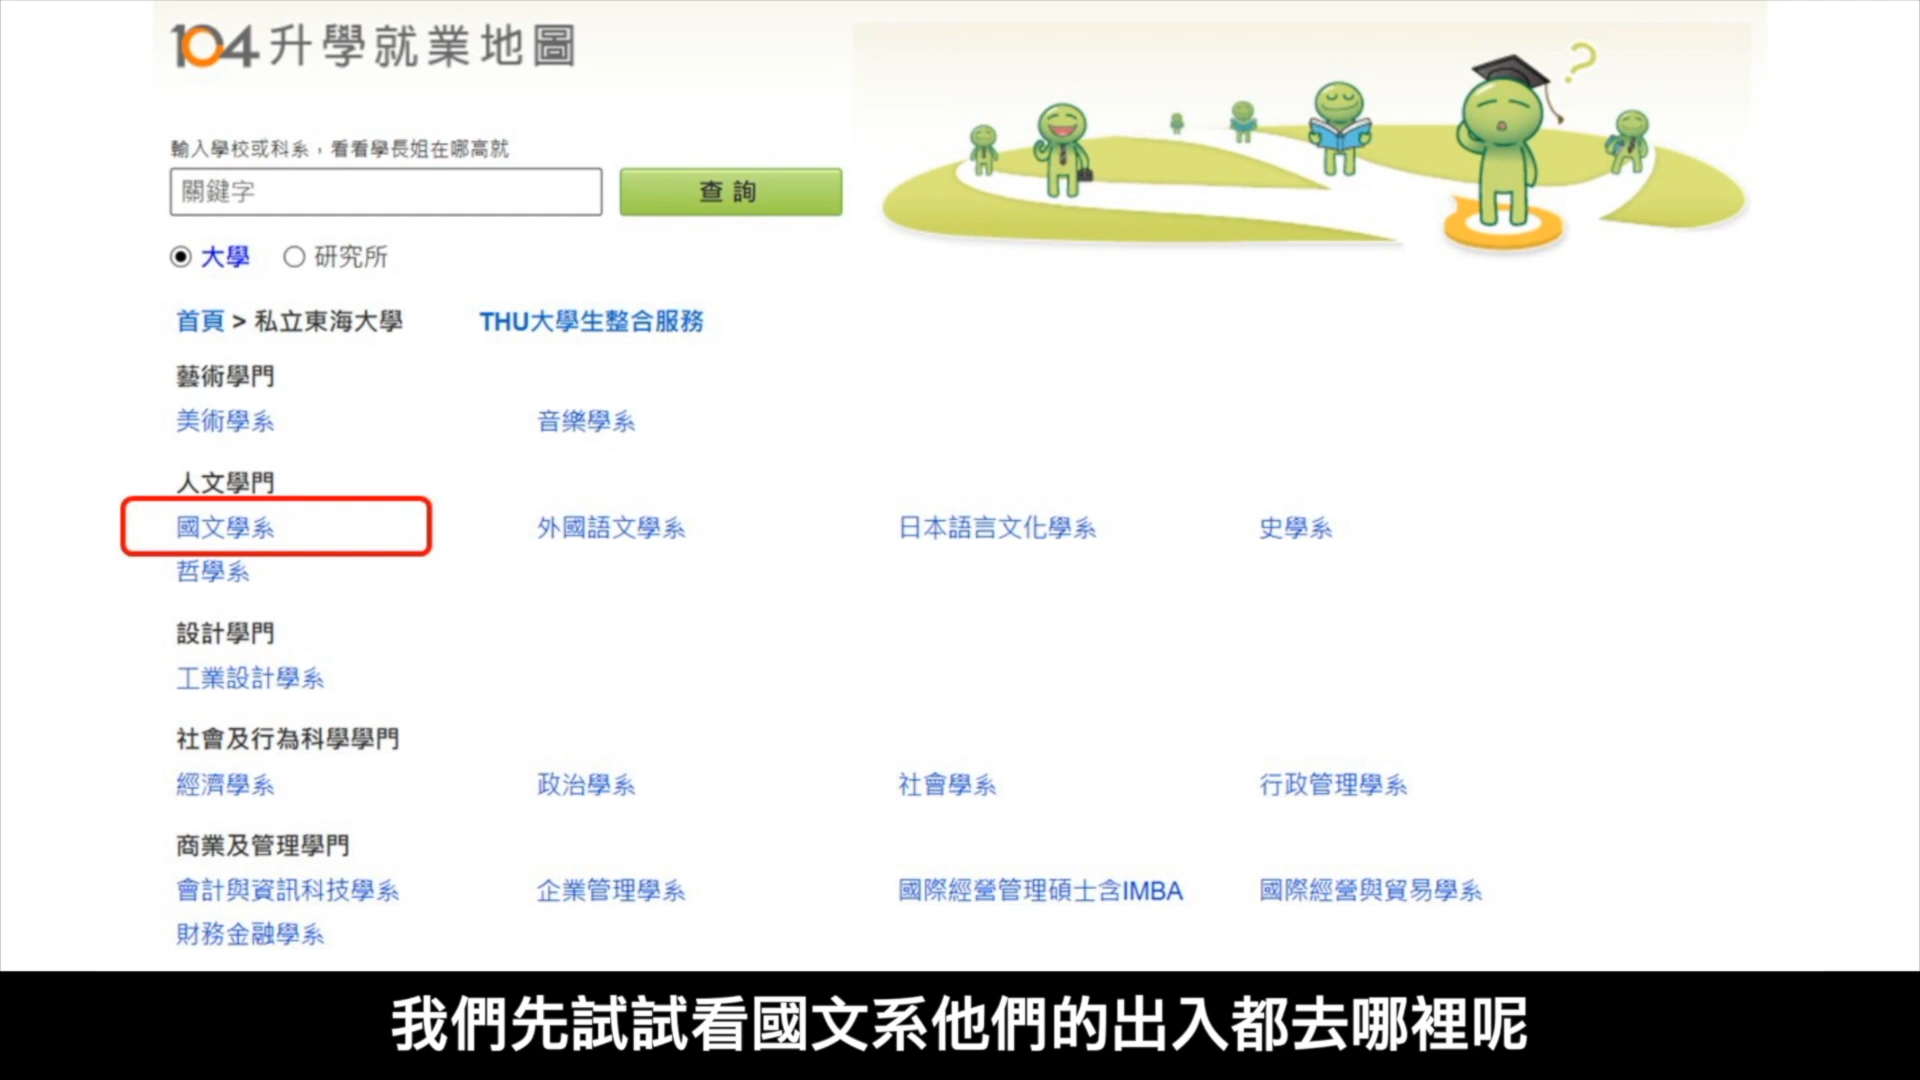 104升學就業地圖
輸入學校或科系，看看學長姐在哪高就
關鍵字
查詢
大學 研究所
首頁 > 私立東海大學 THU大學生整合服務
藝術學門
美術學系 音樂學系
人文學門
國文學系 外國語文學系 日本語言文化學系 史學系
哲學系
設計學門
工業設計學系
社會及行為科學學門
經濟學系 政治學系 社會學系 行政管理學系
商業及管理學門
會計與資訊科技學系 企業管理學系 國際經營管理碩士含IMBA 國際經營與貿易學系
財務金融學系
我們先試試看國文系他們的出入都去哪裡呢